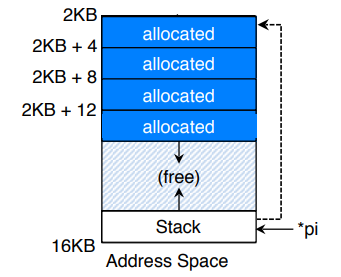 2KB
allocated
2KB + 4
allocated
2KB + 8
allocated
2KB + 12
allocated
(free)
Stack
*pi
16KB
Address Space